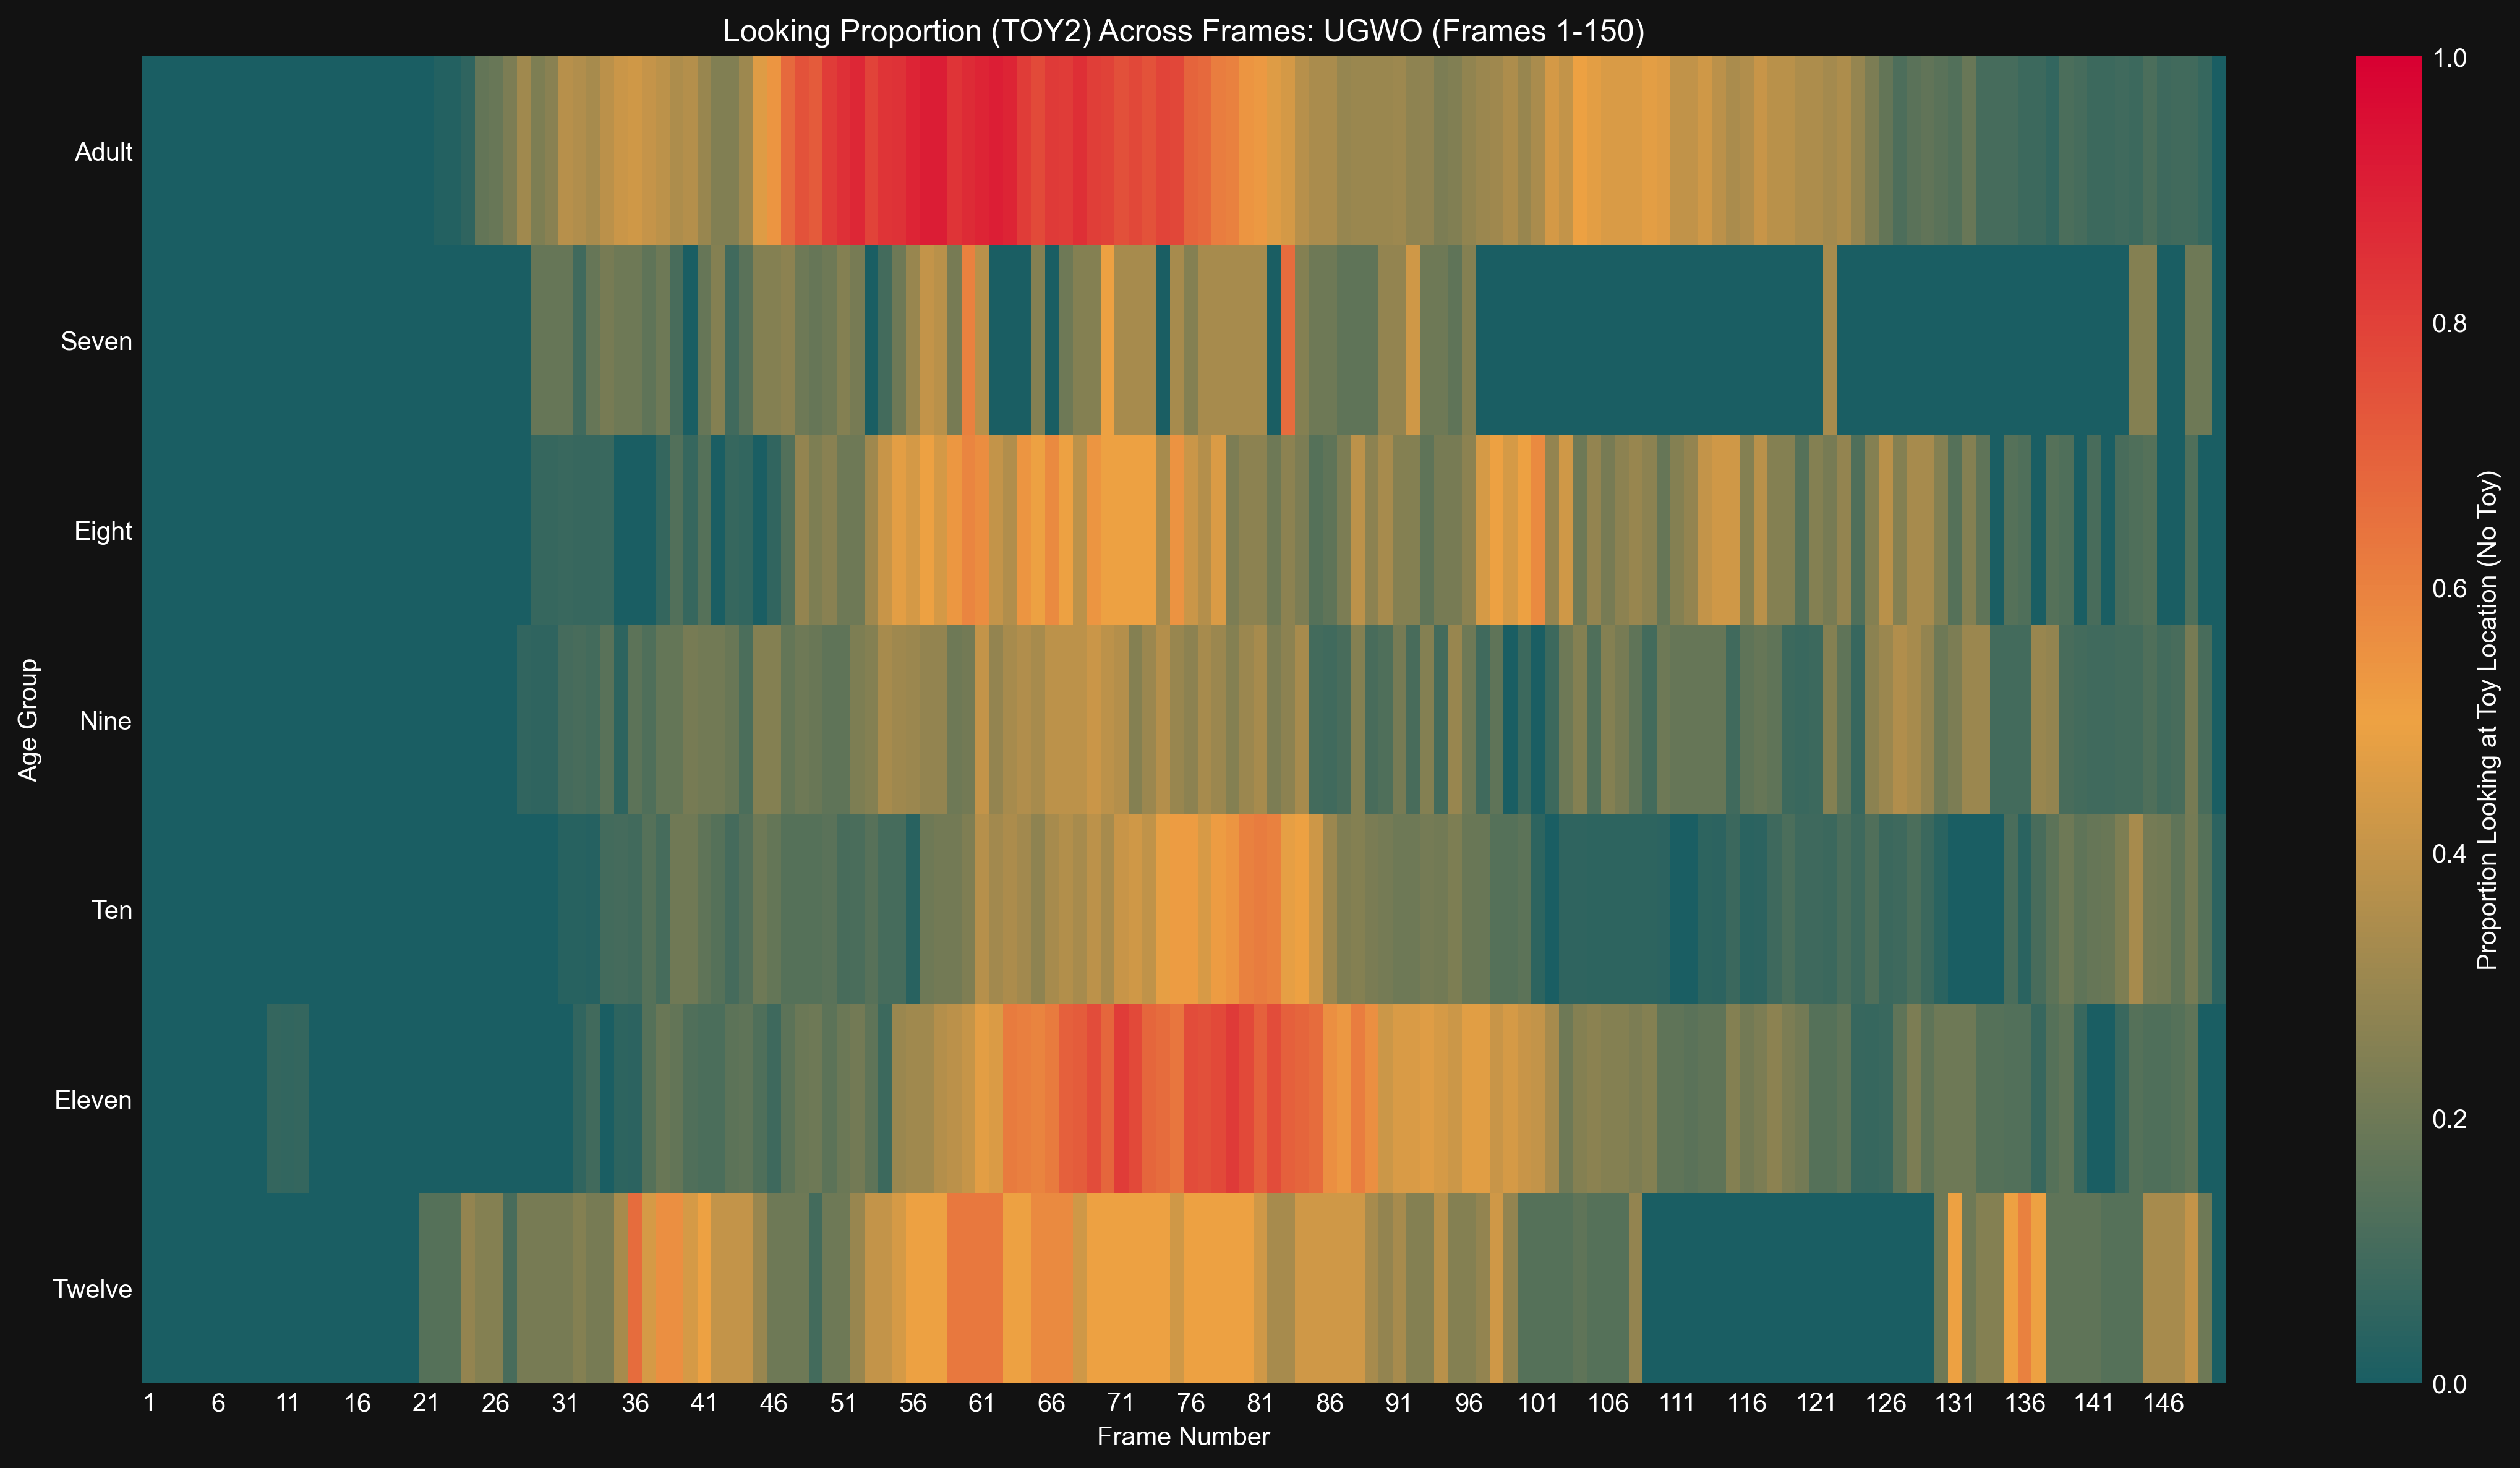 Looking Proportion (TOY2) Across Frames: UGWO (Frames 1-150)
Age Group
Adult
Seven
Eight
Nine
Ten
Eleven
Twelve
1 6 11 16 21 26 31 36 41 46 51 56 61 66 71 76 81 86 91 96 101 106 111 116 121 126 131 136 141 146
Frame Number
1.0
0.8
0.6
0.4
0.2
0.0
Proportion Looking at Toy Location (No Toy)